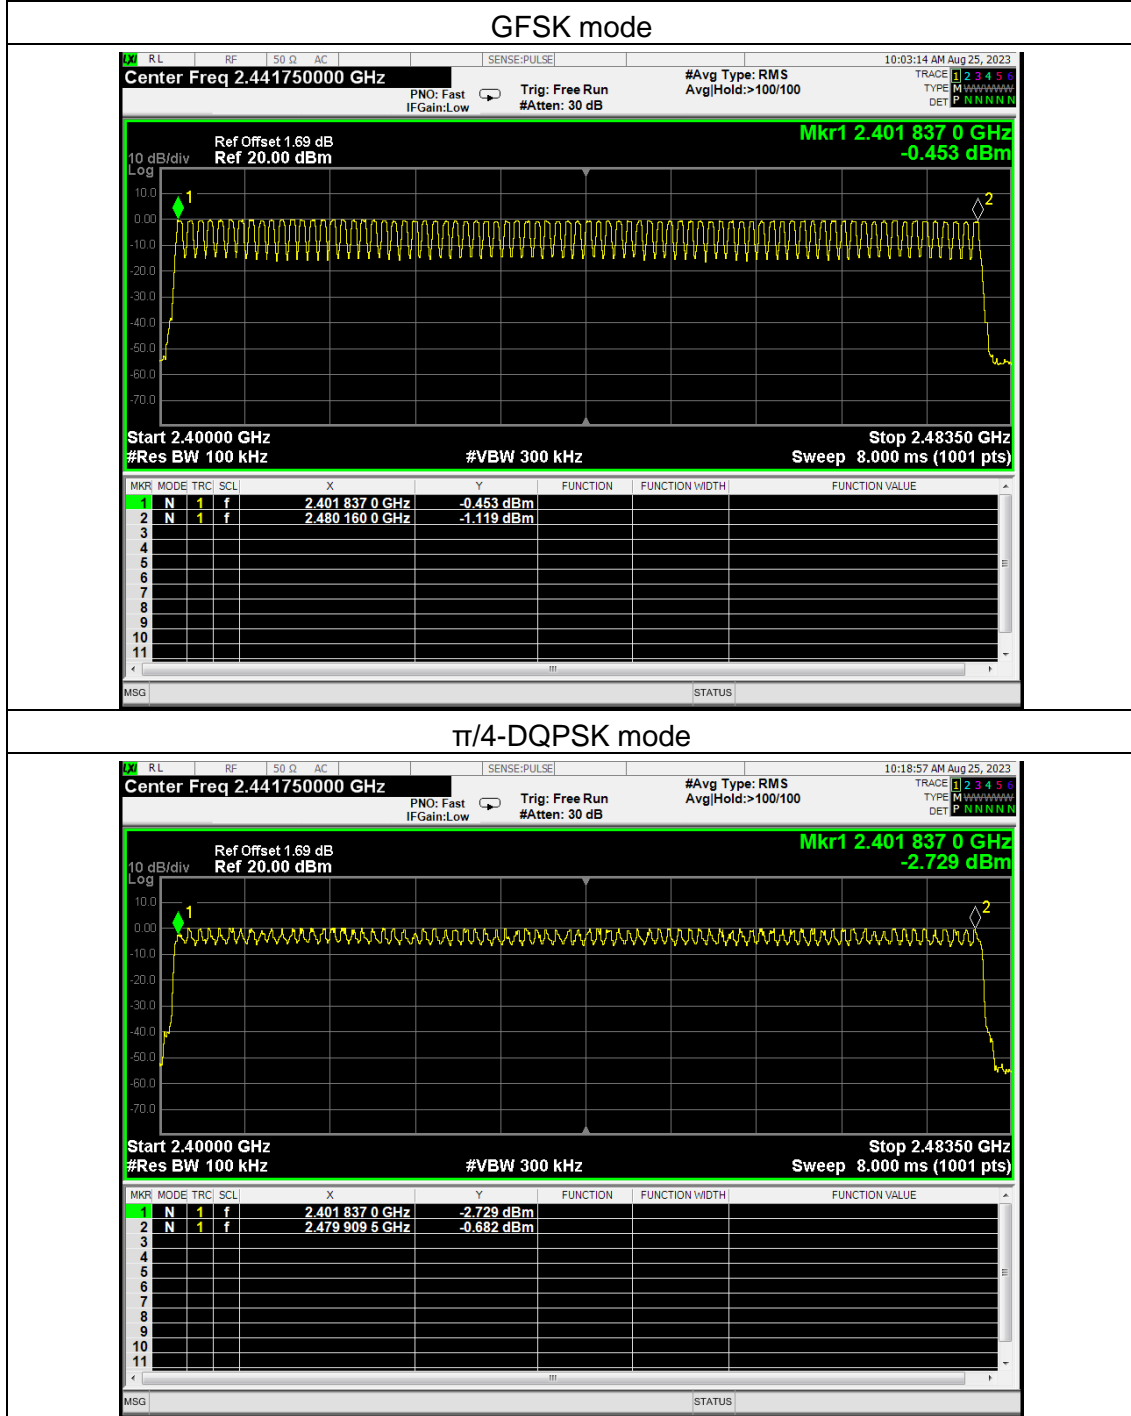 GFSK mode
LXI RL RF 50 Ω AC SENSE:PULSE 10:03:14 AM Aug 25, 2023
Center Freq 2.441750000 GHz #Avg Type: RMS TRACE 1 2 3 4 5 6
PNO: Fast Trig: Free Run Avg|Hold:>100/100 TYPE M WWWWW
IFGain:Low #Atten: 30 dB DET P N N N N N
Mkr1 2.401 837 0 GHz
Ref Offset 1.69 dB
10 dB/div Ref 20.00 dBm -0.453 dBm
Log
10.0
1 2
0.00
-10.0
-20.0
-30.0
-40.0
-50.0
-60.0
-70.0
Start 2.40000 GHz Stop 2.48350 GHz
#Res BW 100 kHz #VBW 300 kHz Sweep 8.000 ms (1001 pts)
MKR MODE TRC SCL X Y FUNCTION FUNCTION WIDTH FUNCTION VALUE
1 N 1 f 2.401 837 0 GHz -0.453 dBm
2 N 1 f 2.480 160 0 GHz -1.119 dBm
3
4
5
6
7
8
9
10
11
MSG STATUS
π/4-DQPSK mode
LXI RL RF 50 Ω AC SENSE:PULSE 10:18:57 AM Aug 25, 2023
Center Freq 2.441750000 GHz #Avg Type: RMS TRACE 1 2 3 4 5 6
PNO: Fast Trig: Free Run Avg|Hold:>100/100 TYPE M WWWWW
IFGain:Low #Atten: 30 dB DET P N N N N N
Mkr1 2.401 837 0 GHz
Ref Offset 1.69 dB
10 dB/div Ref 20.00 dBm -2.729 dBm
Log
10.0
1 2
0.00
-10.0
-20.0
-30.0
-40.0
-50.0
-60.0
-70.0
Start 2.40000 GHz Stop 2.48350 GHz
#Res BW 100 kHz #VBW 300 kHz Sweep 8.000 ms (1001 pts)
MKR MODE TRC SCL X Y FUNCTION FUNCTION WIDTH FUNCTION VALUE
1 N 1 f 2.401 837 0 GHz -2.729 dBm
2 N 1 f 2.479 909 5 GHz -0.682 dBm
3
4
5
6
7
8
9
10
11
MSG STATUS